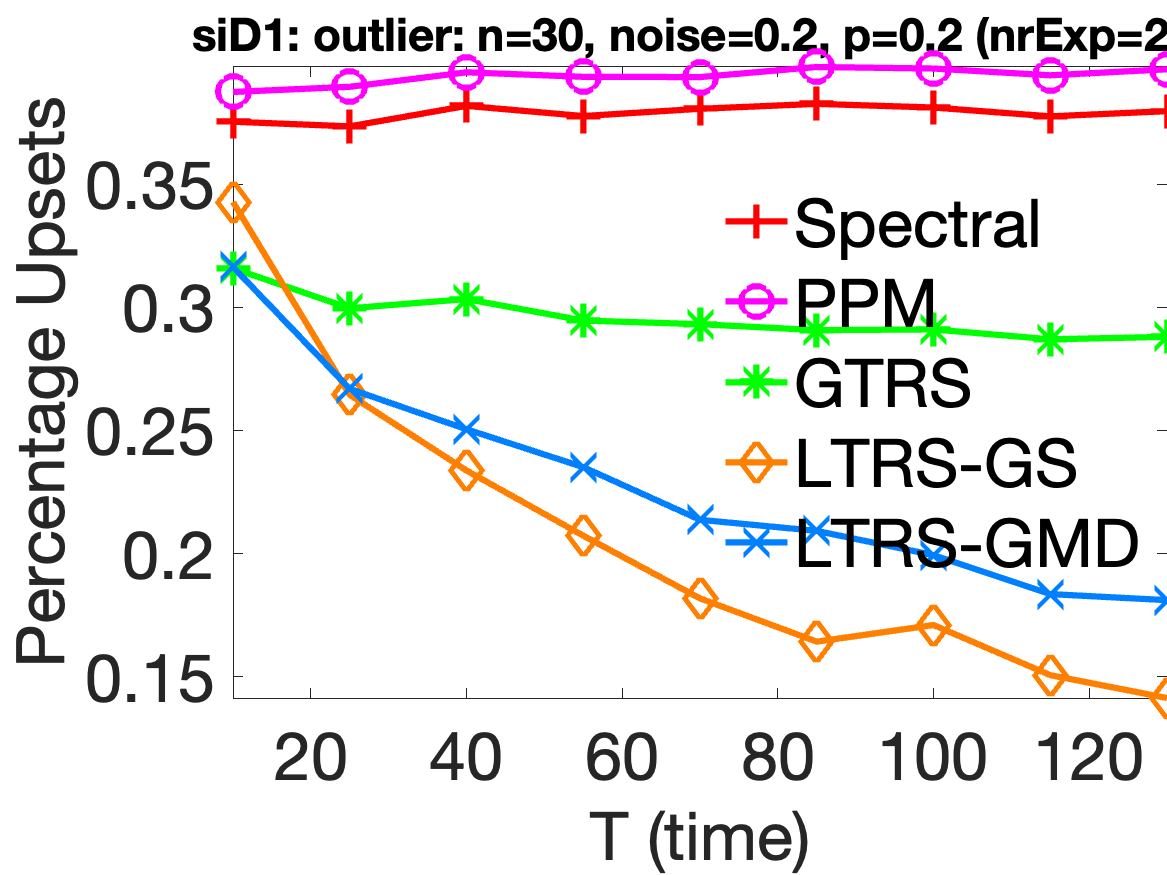 siD1: outlier: n=30, noise=0.2, p=0.2 (nrExp=2
Percentage Upsets
0.35
0.3
0.25
0.2
0.15
Spectral
PPM
GTRS
LTRS-GS
LTRS-GMD
20 40 60 80 100 120
T (time)